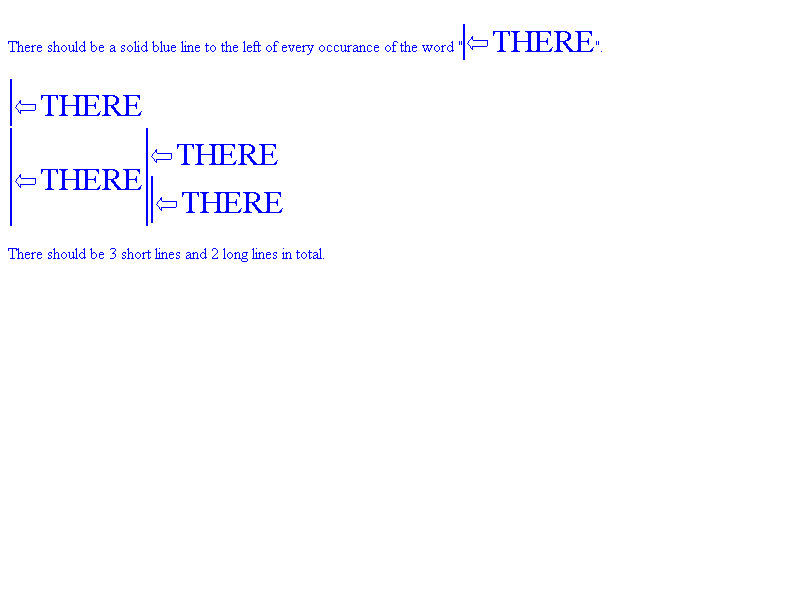 There should be a solid blue line to the left of every occurance of the word "⇦THERE".
⇦THERE
⇦THERE
⇦THERE
⇦THERE
There should be 3 short lines and 2 long lines in total.